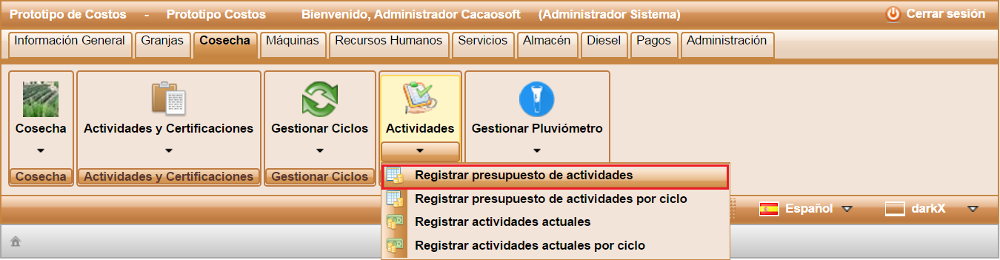 Prototipo de Costos - Prototipo Costos Bienvenido, Administrador Cacaosoft (Administrador Sistema) Cerrar sesión
Información General Granjas Cosecha Máquinas Recursos Humanos Servicios Almacén Diesel Pagos Administración
Cosecha Actividades y Certificaciones Gestionar Ciclos Actividades Gestionar Pluviómetro
Cosecha Actividades y Certificaciones Gestionar Ciclos
Registrar presupuesto de actividades
Registrar presupuesto de actividades por ciclo
Español darkX
Registrar actividades actuales
Registrar actividades actuales por ciclo